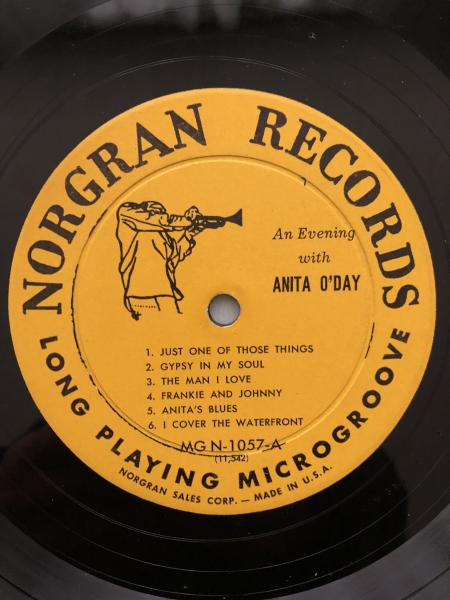 NORGRAN RECORDS
An Evening
with
ANITA O'DAY
1. JUST ONE OF THOSE THINGS
2. GYPSY IN MY SOUL
3. THE MAN I LOVE
4. FRANKIE AND JOHNNY
5. ANITA'S BLUES
6. I COVER THE WATERFRONT
MG N-1057-A
(11,542)
LONG PLAYING MICROGROOVE
NORGRAN SALES CORP. — MADE IN U.S.A.